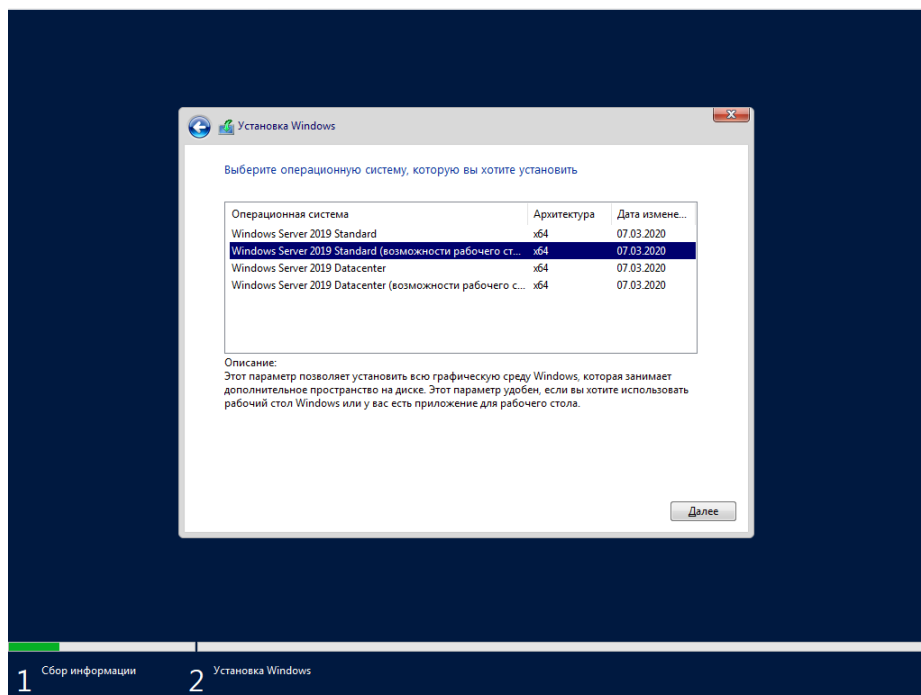 Установка Windows
Выберите операционную систему, которую вы хотите установить
Операционная система Архитектура Дата измене...
Windows Server 2019 Standard x64 07.03.2020
Windows Server 2019 Standard (возможности рабочего ст... x64 07.03.2020
Windows Server 2019 Datacenter x64 07.03.2020
Windows Server 2019 Datacenter (возможности рабочего с... x64 07.03.2020
Описание:
Этот параметр позволяет установить всю графическую среду Windows, которая занимает
дополнительное пространство на диске. Этот параметр удобен, если вы хотите использовать
рабочий стол Windows или у вас есть приложение для рабочего стола.
Далее
1 Сбор информации 2 Установка Windows